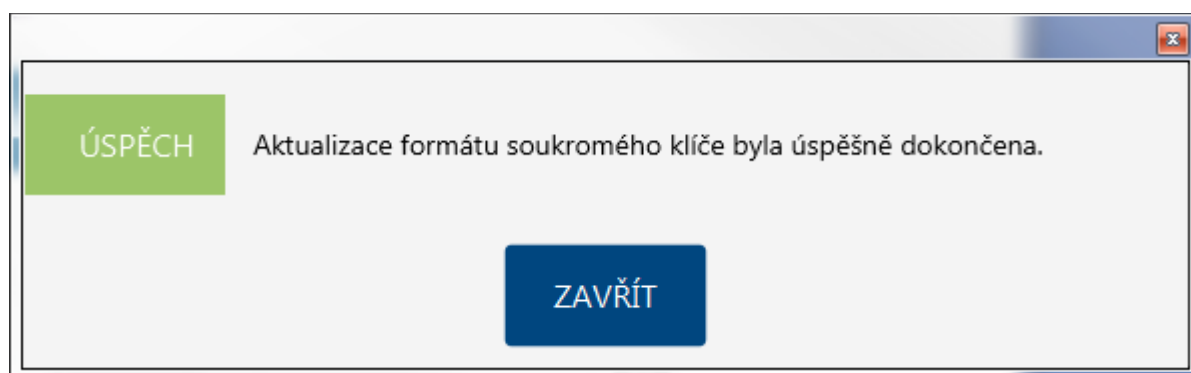 ÚSPĚCH Aktualizace formátu soukromého klíče byla úspěšně dokončena.
ZAVŘÍT